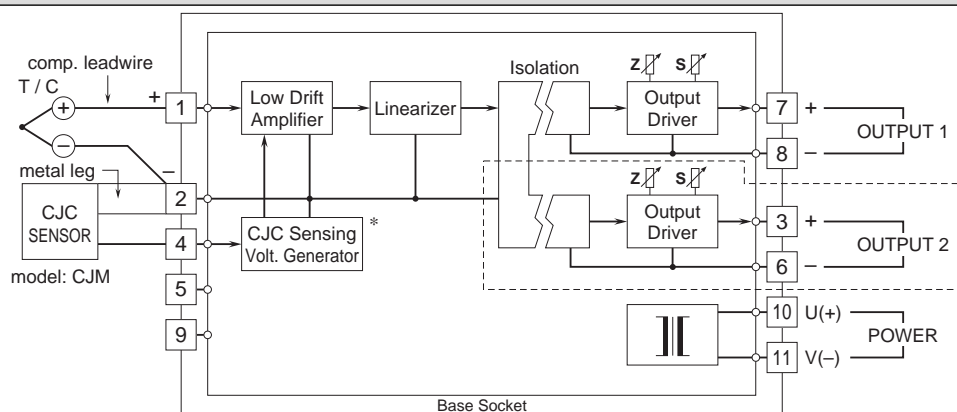 comp. leadwire
T / C
+
–
+
–
metal leg
CJC
SENSOR
model: CJM
1
2
4
5
9
Low Drift
Amplifier
Linearizer
CJC Sensing
Volt. Generator
*
Isolation
Z
S
Output
Driver
Z
S
Output
Driver
7
+
8
–
OUTPUT 1
3
+
6
–
OUTPUT 2
10
U(+)
11
V(–)
POWER
Base Socket